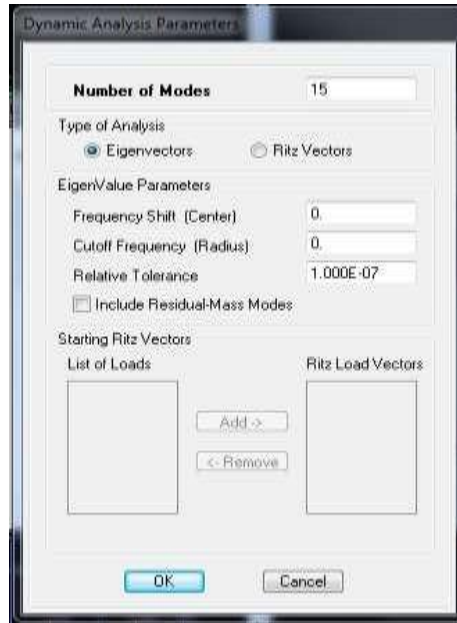 Dynamic Analysis Parameters
Number of Modes 15
Type of Analysis
Eigenvectors Ritz Vectors
EigenValue Parameters
Frequency Shift (Center) 0.
Cutoff Frequency (Radius) 0.
Relative Tolerance 1.000E-07
Include Residual-Mass Modes
Starting Ritz Vectors
List of Loads Ritz Load Vectors
Add ->
<- Remove
OK Cancel